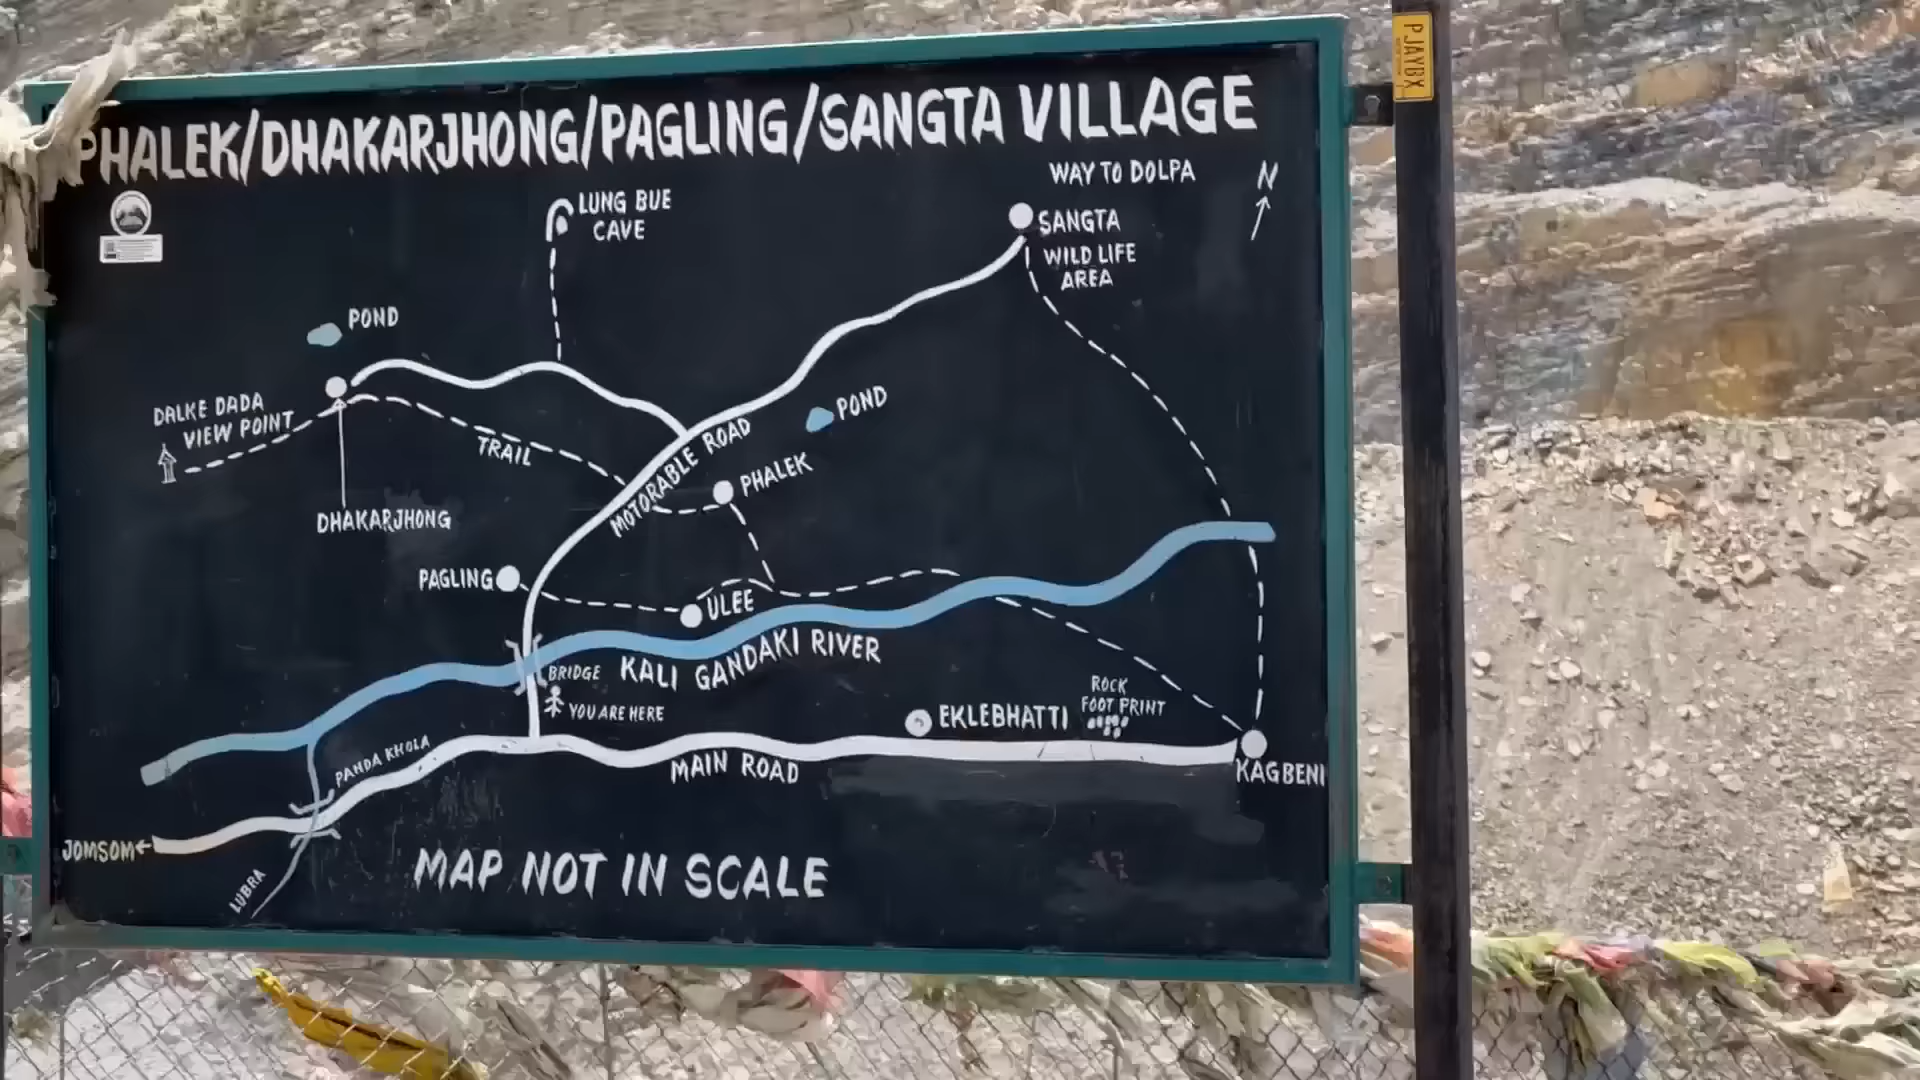 PHALEK/DHAKARJHONG/PAGLING/SANGTA VILLAGE
WAY TO DOLPA
N
LUNG BUE
CAVE
SANGTA
WILD LIFE
AREA
POND
DALKE DADA
VIEW POINT
POND
TRAIL
MOTORABLE ROAD
PHALEK
DHAKARJHONG
PAGLING
ULEE
BRIDGE
KALI GANDAKI RIVER
YOU ARE HERE
ROCK
FOOT PRINT
EKLEBHATTI
PANDA KHOLA
MAIN ROAD
KAGBENI
JOMSOM
LUBRA
MAP NOT IN SCALE
PJAYBX